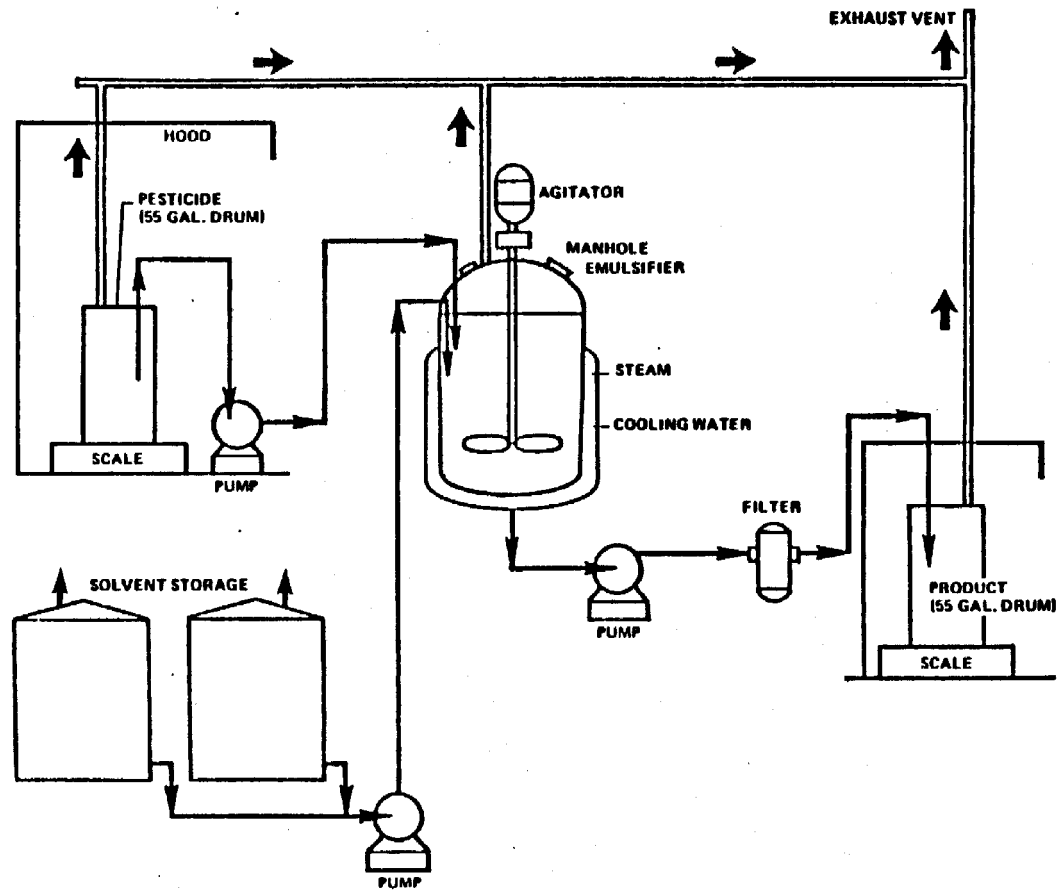 EXHAUST VENT
HOOD
PESTICIDE
(55 GAL. DRUM)
AGITATOR
MANHOLE
EMULSIFIER
STEAM
COOLING WATER
SCALE
PUMP
FILTER
SOLVENT STORAGE
PRODUCT
(55 GAL. DRUM)
PUMP
SCALE
PUMP